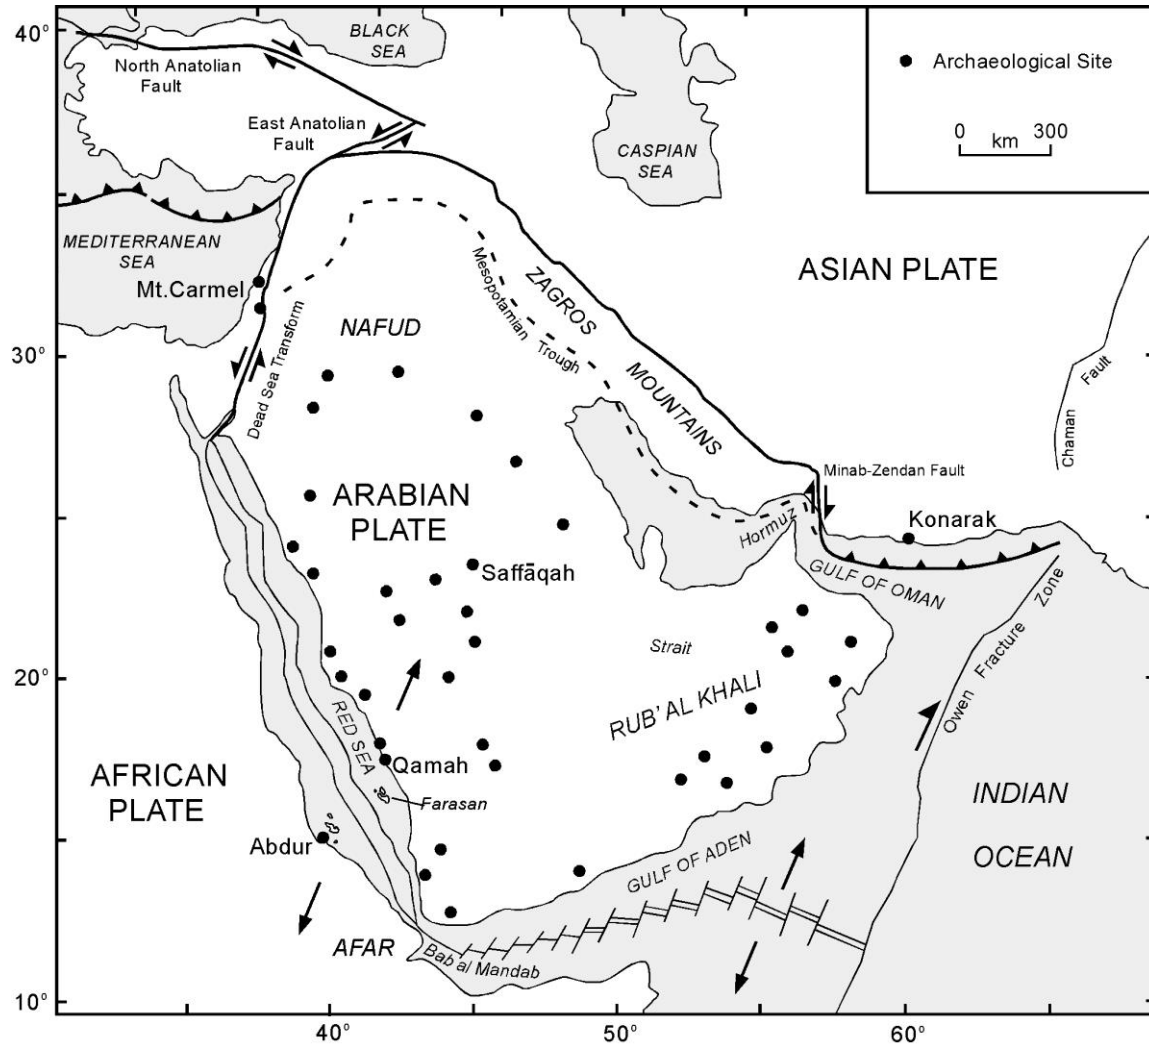 40°
BLACK
SEA
North Anatolian
Fault
Archaeological Site
0 300
km
East Anatolian
Fault
CASPIAN
SEA
MEDITERRANEAN
SEA
Mt.Carmel
ASIAN PLATE
ZAGROS
MOUNTAINS
Mesopotamian
Trough
NAFUD
Dead Sea Transform
30°
Chaman
Fault
ARABIAN
PLATE
Minab-Zendan Fault
Hormuz
Konarak
GULF OF OMAN
Saffāqah
Strait
20°
RUB' AL KHALI
Owen Fracture Zone
RED SEA
Qamah
Farasan
AFRICAN
PLATE
INDIAN
OCEAN
Abdur
GULF OF ADEN
AFAR
Bab al Mandab
10°
40°
50°
60°